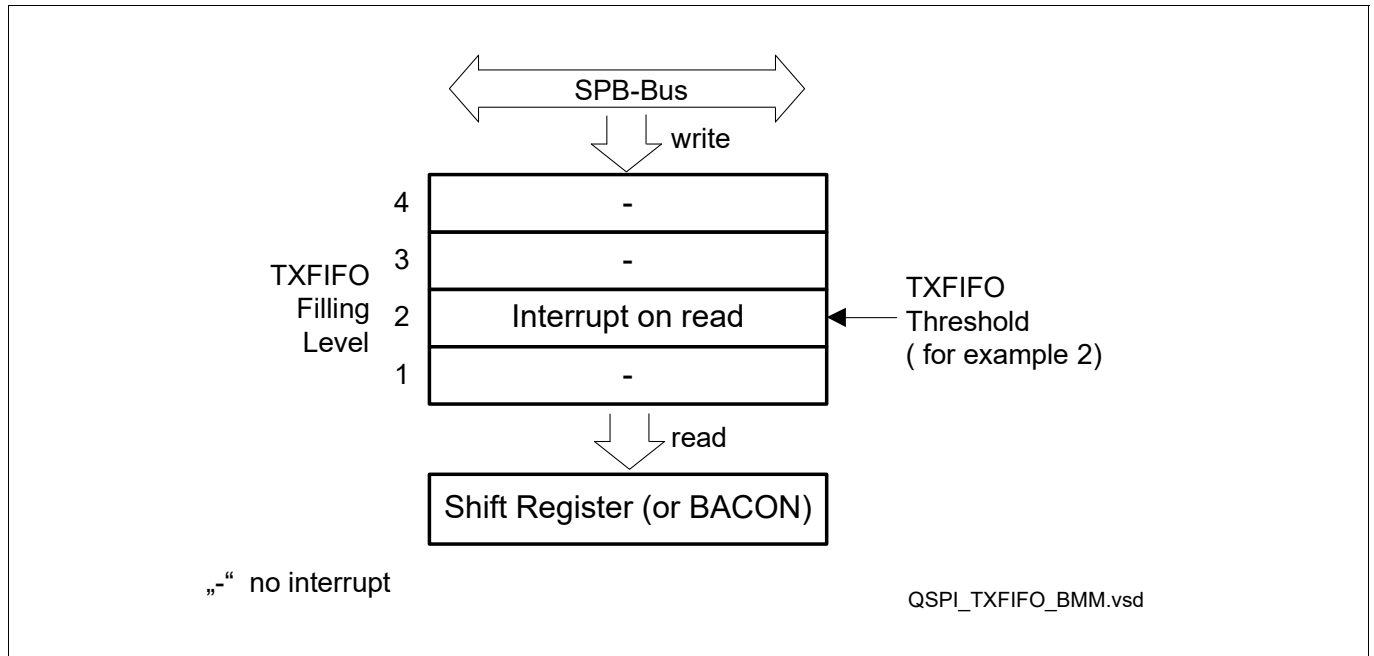 SPB-Bus
write
4
-
3
-
TXFIFO
Filling
Level
2
Interrupt on read
TXFIFO
Threshold
( for example 2)
1
-
read
Shift Register (or BACON)
„-“ no interrupt
QSPI_TXFIFO_BMM.vsd